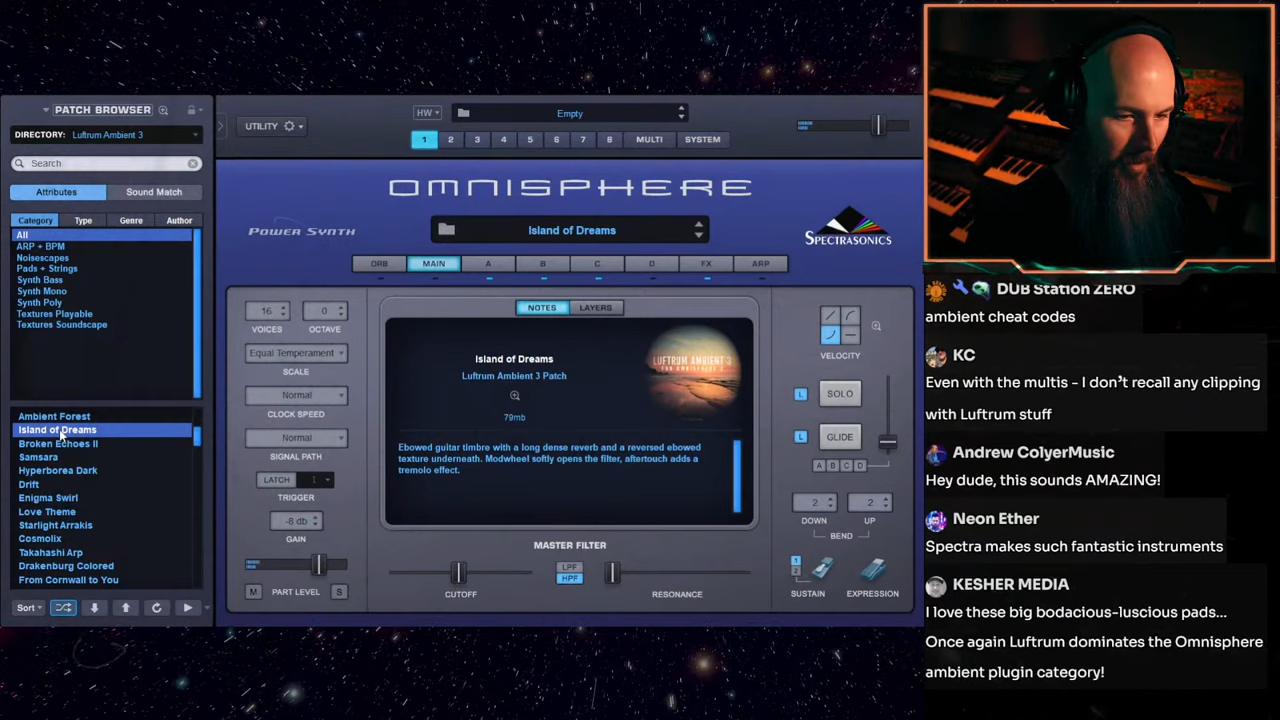 PATCH BROWSER
DIRECTORY: Luftrum Ambient 3
Search
Attributes
Sound Match
Category
Type
Genre
Author
All
ARP + BPM
Noisescapes
Pads + Strings
Synth Bass
Synth Mono
Synth Poly
Textures Playable
Textures Soundscape
Ambient Forest
Island of Dreams
Broken Echoes II
Samsara
Hyperborea Dark
Drift
Enigma Swirl
Love Theme
Starlight Arrakis
Cosmolix
Takahashi Arp
Drakenburg Colored
From Cornwall to You
Sort
UTILITY
HW
Empty
1 2 3 4 5 6 7 8 MULTI SYSTEM
OMNISPHERE
POWER SYNTH
Island of Dreams
SPECTRASONICS
ORB MAIN A B C D FX ARP
16
0
VOICES
OCTAVE
Equal Temperament
SCALE
Normal
CLOCK SPEED
Normal
SIGNAL PATH
LATCH
1
TRIGGER
-8 db
GAIN
M
PART LEVEL
S
NOTES
LAYERS
Island of Dreams
Luftrum Ambient 3 Patch
79mb
LUFTRUM AMBIENT 3
Ebowed guitar timbre with a long dense reverb and a reversed ebowed
texture underneath. Modwheel softly opens the filter, aftertouch adds a
tremolo effect.
MASTER FILTER
LPF
HPF
CUTOFF
RESONANCE
VELOCITY
L
SOLO
L
GLIDE
A B C D
2
2
DOWN
UP
BEND
1
2
SUSTAIN
EXPRESSION
DUB Station ZERO
ambient cheat codes
KC
Even with the multis - I don't recall any clipping
with Luftrum stuff
Andrew ColyerMusic
Hey dude, this sounds AMAZING!
Neon Ether
Spectra makes such fantastic instruments
KESHER MEDIA
I love these big bodacious-luscious pads...
Once again Luftrum dominates the Omnisphere
ambient plugin category!